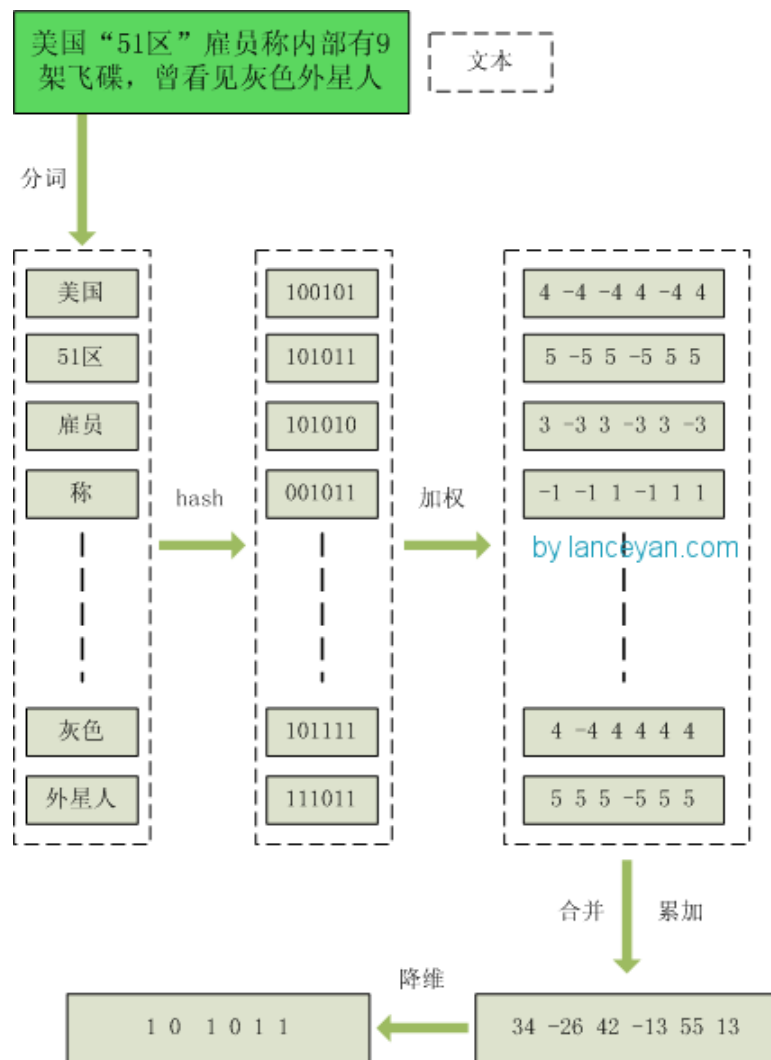 美国“51区”雇员称内部有9
架飞碟，曾看见灰色外星人
文本
分词
美国
51区
雇员
称
灰色
外星人
hash
100101
101011
101010
001011
101111
111011
加权
4 -4 -4 4 -4 4
5 -5 5 -5 5 5
3 -3 3 -3 3 -3
-1 -1 1 -1 1 1
by lanceyan.com
4 -4 4 4 4 4
5 5 5 -5 5 5
合并 累加
34 -26 42 -13 55 13
降维
1 0 1 0 1 1